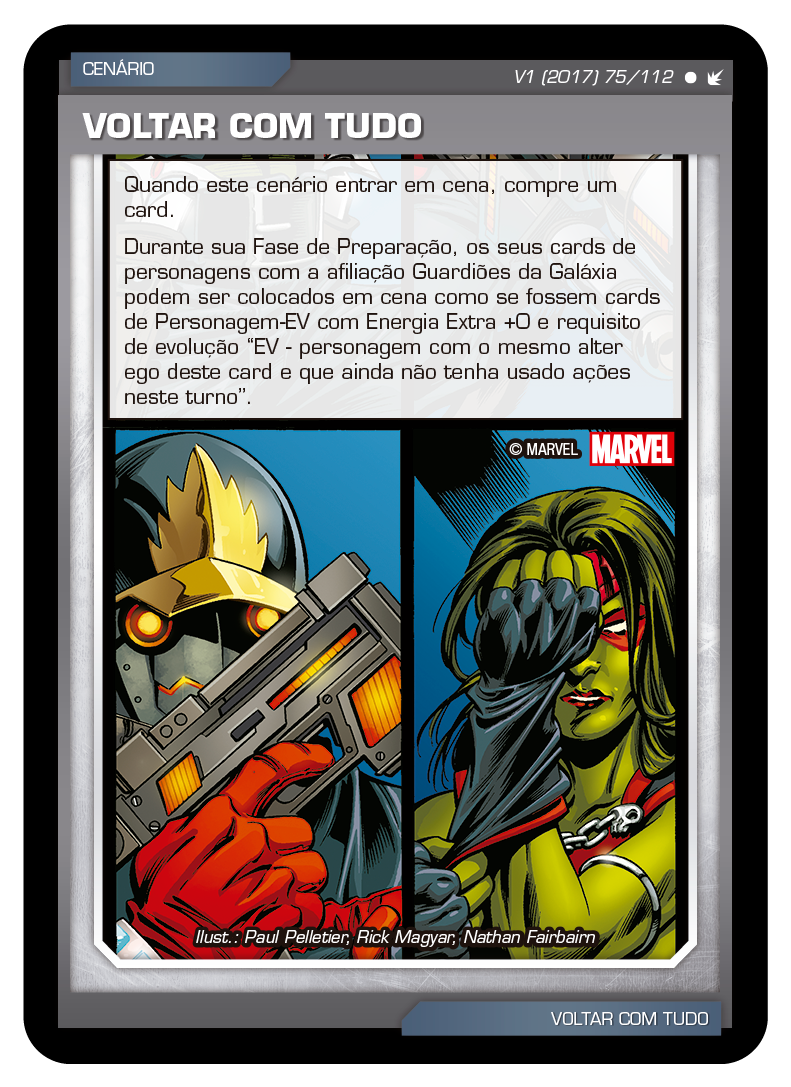 CENÁRIO
V1 (2017) 75/112
VOLTAR COM TUDO
Quando este cenário entrar em cena, compre um
card.
Durante sua Fase de Preparação, os seus cards de
personagens com a afiliação Guardiões da Galáxia
podem ser colocados em cena como se fossem cards
de Personagem-EV com Energia Extra +0 e requisito
de evolução “EV - personagem com o mesmo alter
ego deste card e que ainda não tenha usado ações
neste turno”.
© MARVEL MARVEL
Ilust.: Paul Pelletier, Rick Magyar, Nathan Fairbairn
VOLTAR COM TUDO